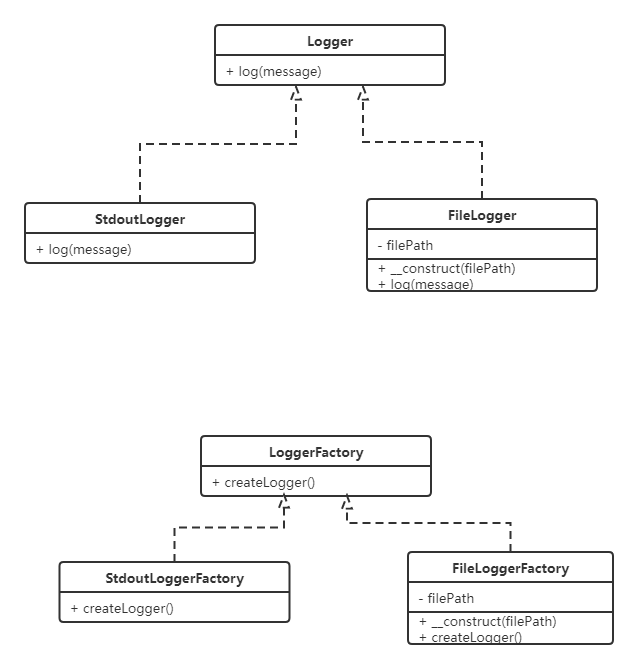 Logger
+ log(message)
StdoutLogger
+ log(message)
FileLogger
- filePath
+ __construct(filePath)
+ log(message)
LoggerFactory
+ createLogger()
StdoutLoggerFactory
+ createLogger()
FileLoggerFactory
- filePath
+ __construct(filePath)
+ createLogger()